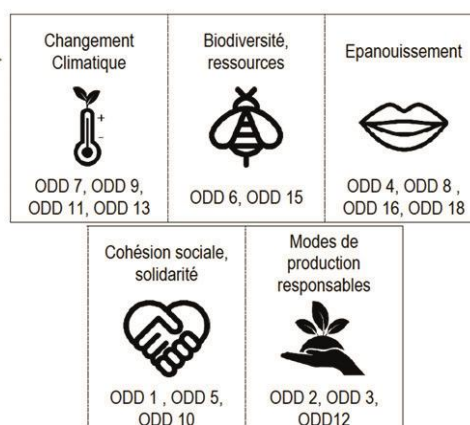 Changement
Climatique
+
-
ODD 7, ODD 9,
ODD 11, ODD 13
Biodiversité,
ressources
ODD 6, ODD 15
Epanouissement
ODD 4, ODD 8 ,
ODD 16, ODD 18
Cohésion sociale,
solidarité
ODD 1 , ODD 5,
ODD 10
Modes de
production
responsables
ODD 2, ODD 3,
ODD12